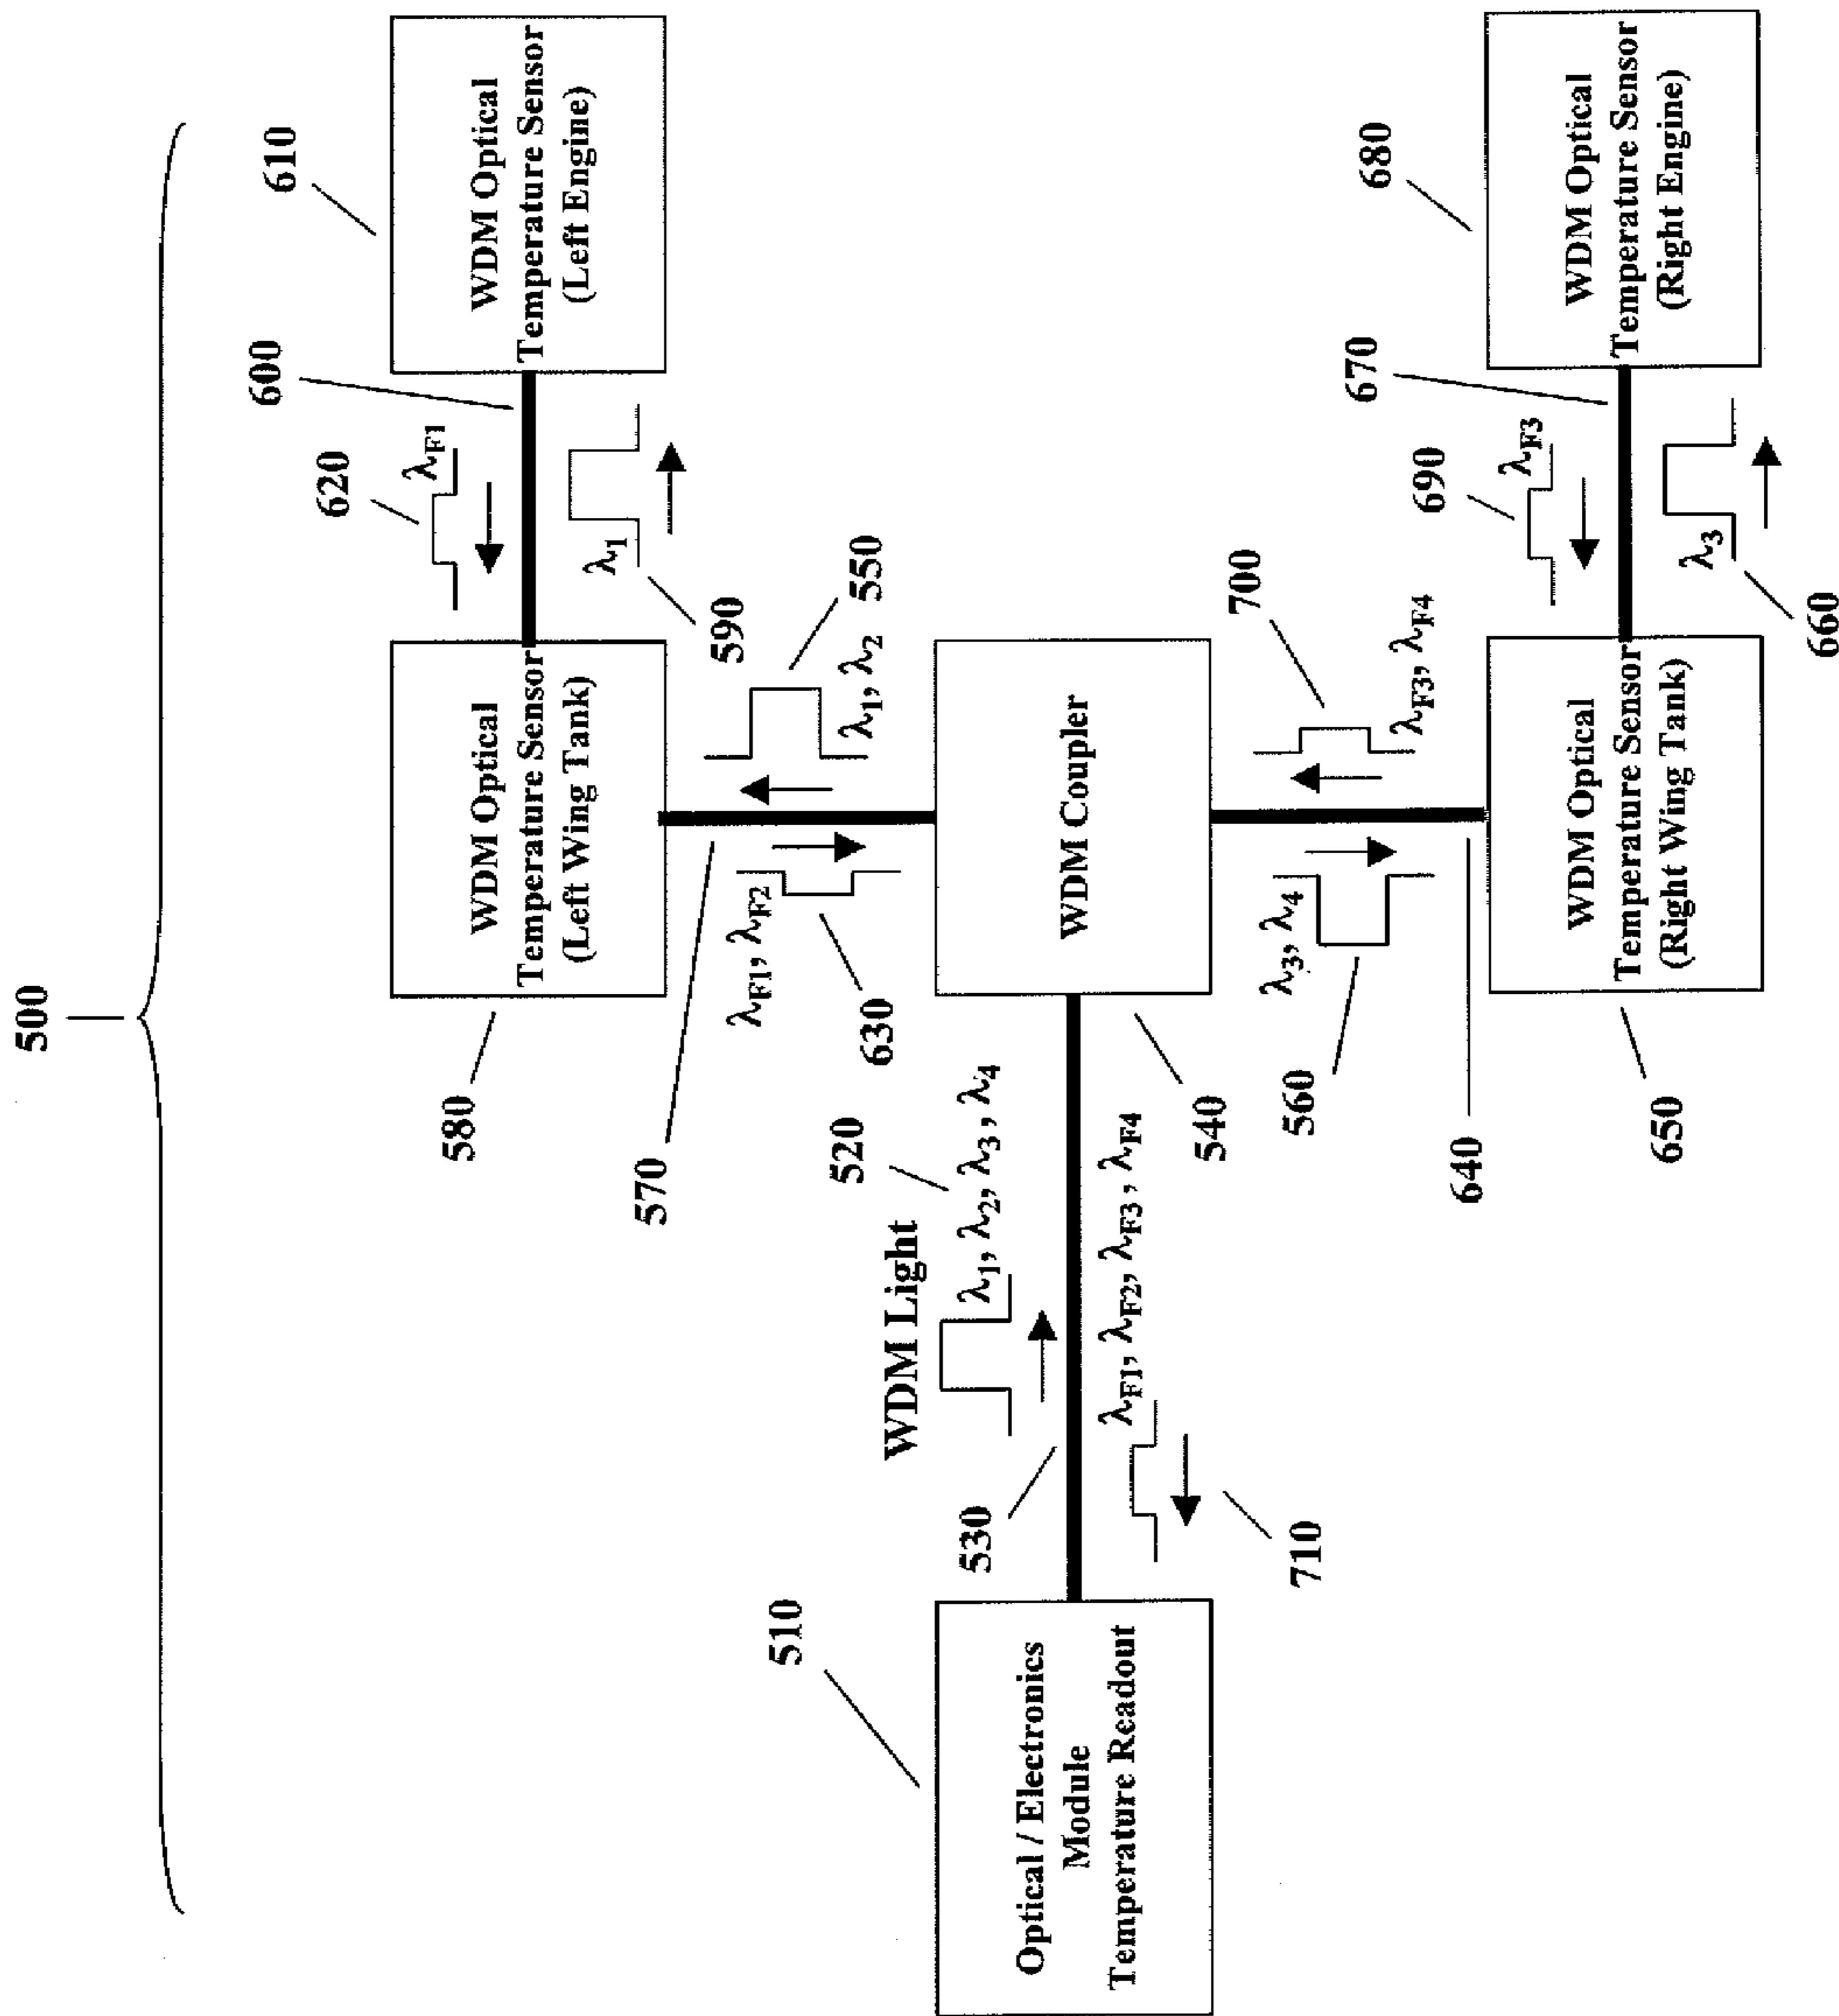 500
610
WDM Optical
Temperature Sensor
(Left Engine)
600
620
λF1
λ1
590
580
WDM Optical
Temperature Sensor
(Left Wing Tank)
570
λF1, λF2
630
550
λ1, λ2
WDM Light
520
λ1, λ2, λ3, λ4
530
λF1, λF2, λF3, λF4
710
510
Optical / Electronics
Module
Temperature Readout
WDM Coupler
540
700
λF3, λF4
λ3, λ4
560
640
650
WDM Optical
Temperature Sensor
(Right Wing Tank)
690
λF3
λ3
660
670
680
WDM Optical
Temperature Sensor
(Right Engine)